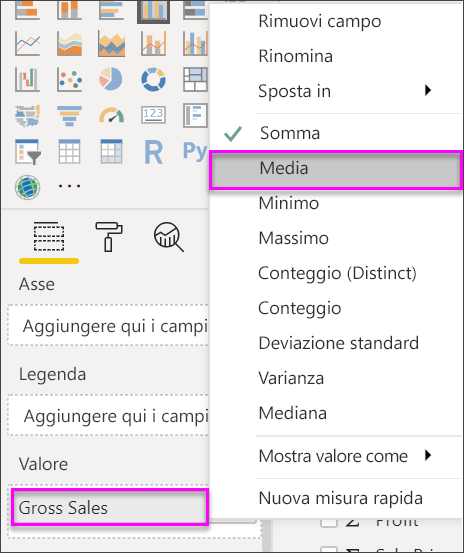 Rimuovi campo
Rinomina
Sposta in
Somma
Media
Minimo
Massimo
Conteggio (Distinct)
Conteggio
Deviazione standard
Varianza
Mediana
Mostra valore come
Nuova misura rapida
123
R
Py
Asse
Aggiungere qui i campi
Legenda
Aggiungere qui i campi
Valore
Gross Sales
Σ Profit